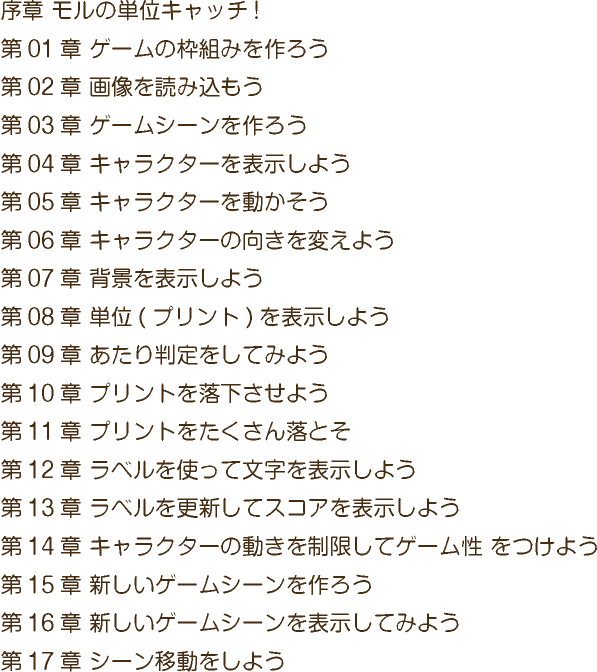 序章 モルの単位キャッチ！
第 01 章 ゲームの枠組みを作ろう
第 02 章 画像を読み込もう
第 03 章 ゲームシーンを作ろう
第 04 章 キャラクターを表示しよう
第 05 章 キャラクターを動かそう
第 06 章 キャラクターの向きを変えよう
第 07 章 背景を表示しよう
第 08 章 単位 ( プリント ) を表示しよう
第 09 章 あたり判定をしてみよう
第 10 章 プリントを落下させよう
第 11 章 プリントをたくさん落とそ
第 12 章 ラベルを使って文字を表示しよう
第 13 章 ラベルを更新してスコアを表示しよう
第 14 章 キャラクターの動きを制限してゲーム性 をつけよう
第 15 章 新しいゲームシーンを作ろう
第 16 章 新しいゲームシーンを表示してみよう
第 17 章 シーン移動をしよう